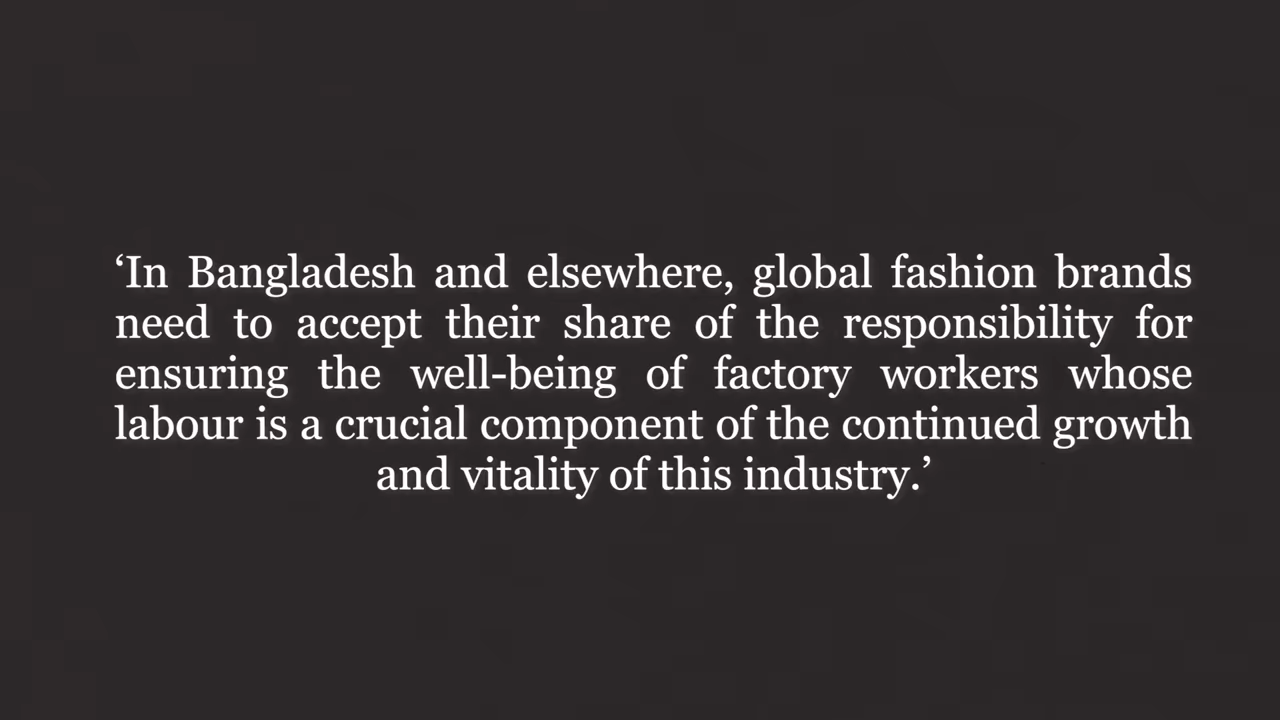 ‘In Bangladesh and elsewhere, global fashion brands
need to accept their share of the responsibility for
ensuring the well-being of factory workers whose
labour is a crucial component of the continued growth
and vitality of this industry.’